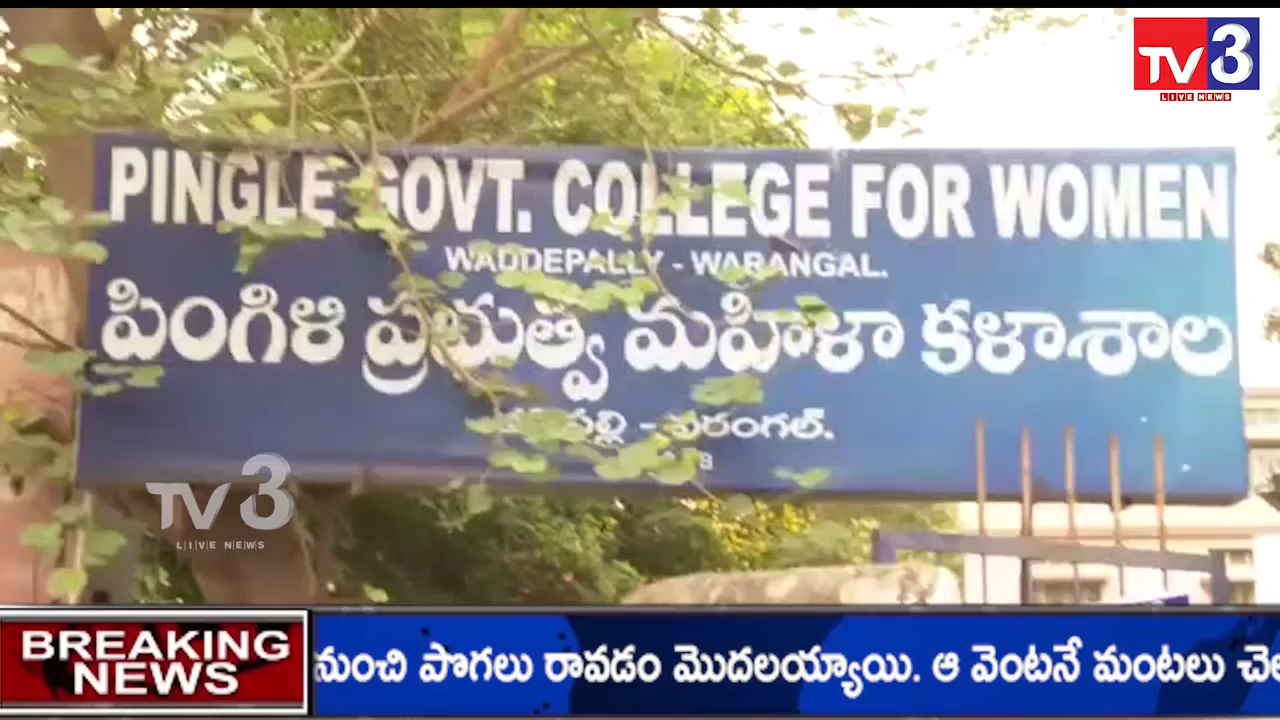 TV3
LIVE NEWS
PINGLE GOVT. COLLEGE FOR WOMEN
WADDEPALLY - WARANGAL.
పింగిళి ప్రభుత్వ మహిళా కళాశాల
- వరంగల్.
TV3
LIVE NEWS
BREAKING
NEWS
నుంచి పొగలు రావడం మొదలయ్యాయి. ఆ వెంటనే మంటలు